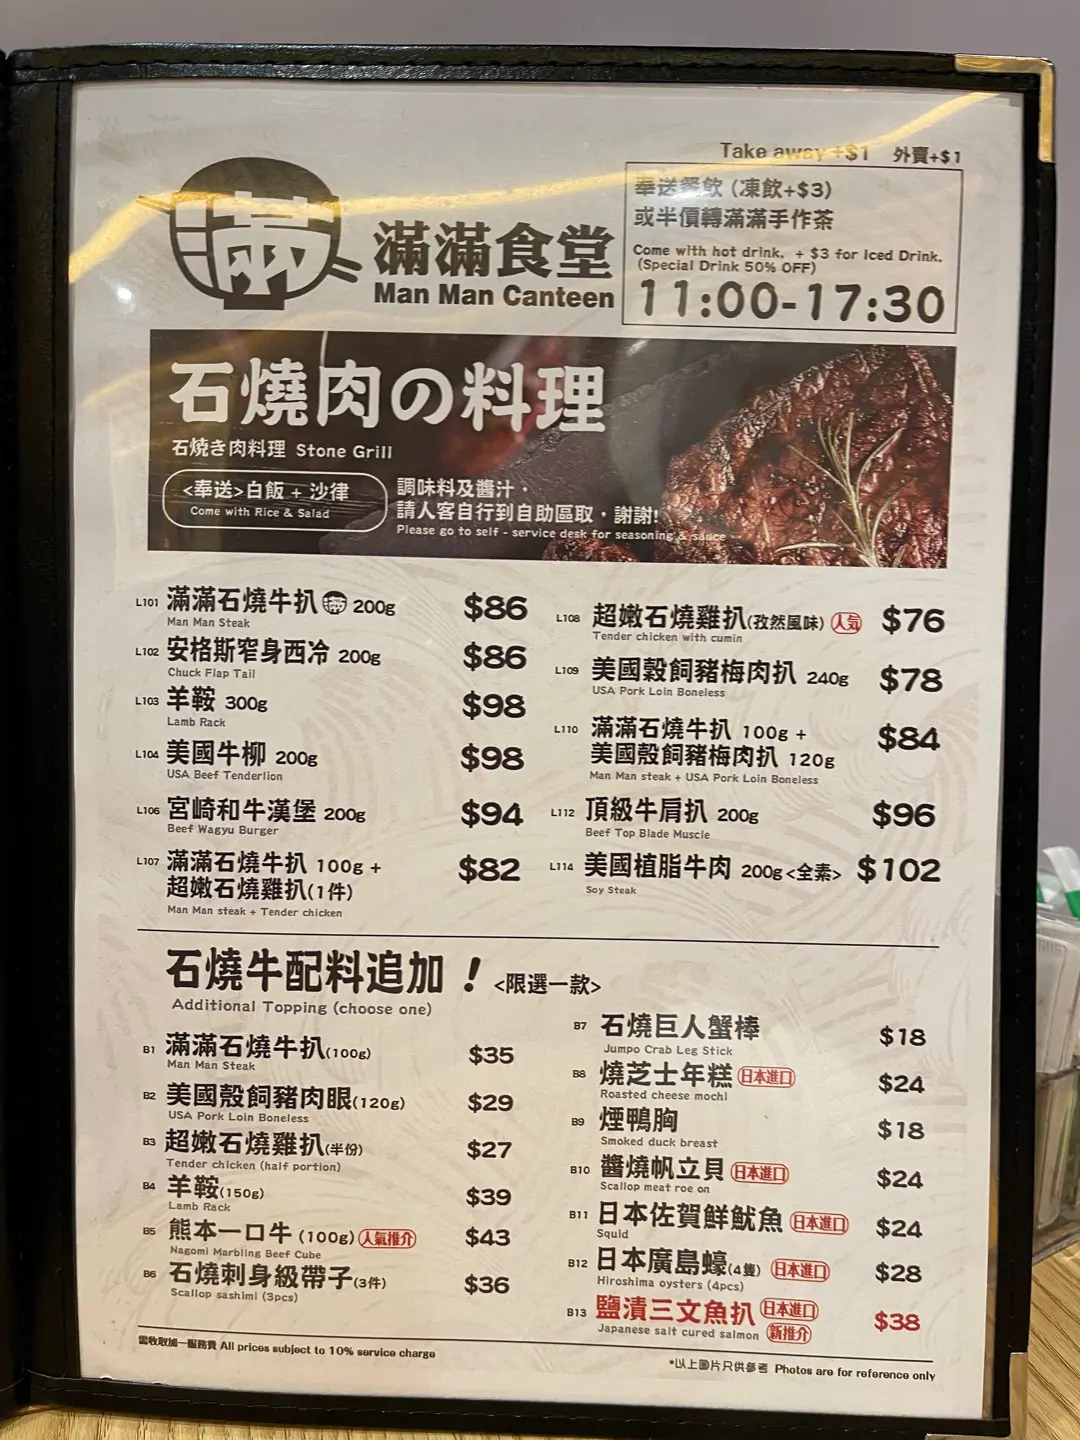 Take away +$1 外賣+$1
滿
滿滿食堂
Man Man Canteen
奉送餐飲 (凍飲+$3)
或半價轉滿滿手作茶
Come with hot drink. + $3 for Iced Drink.
(Special Drink 50% OFF)
11:00-17:30
石燒肉の料理
石焼き肉料理 Stone Grill
<奉送>白飯 + 沙律
Come with Rice & Salad
調味料及醬汁，
請人客自行到自助區取，謝謝!
Please go to self - service desk for seasoning & sauce
L101 滿滿石燒牛扒 滿 200g $86
Man Man Steak
L102 安格斯窄身西冷 200g $86
Chuck Flap Tail
L103 羊鞍 300g $98
Lamb Rack
L104 美國牛柳 200g $98
USA Beef Tenderlion
L106 宮崎和牛漢堡 200g $94
Beef Wagyu Burger
L107 滿滿石燒牛扒 100g + $82
超嫩石燒雞扒(1件)
Man Man steak + Tender chicken
L108 超嫩石燒雞扒(孜然風味) 人氣 $76
Tender chicken with cumin
L109 美國穀飼豬梅肉扒 240g $78
USA Pork Loin Boneless
L110 滿滿石燒牛扒 100g + $84
美國穀飼豬梅肉扒 120g
Man Man steak + USA Pork Loin Boneless
L112 頂級牛肩扒 200g $96
Beef Top Blade Muscle
L114 美國植脂牛肉 200g<全素> $102
Soy Steak
石燒牛配料追加！<限選一款>
Additional Topping (choose one)
B1 滿滿石燒牛扒(100g) $35
Man Man Steak
B2 美國穀飼豬肉眼(120g) $29
USA Pork Loin Boneless
B3 超嫩石燒雞扒(半份) $27
Tender chicken (half portion)
B4 羊鞍(150g) $39
Lamb Rack
B5 熊本一口牛 (100g) 人氣推介 $43
Nagomi Marbling Beef Cube
B6 石燒刺身級帶子(3件) $36
Scallop sashimi (3pcs)
B7 石燒巨人蟹棒 $18
Jumpo Crab Leg Stick
B8 燒芝士年糕 日本進口 $24
Roasted cheese mochi
B9 煙鴨胸 $18
Smoked duck breast
B10 醬燒帆立貝 日本進口 $24
Scallop meat roe on
B11 日本佐賀鮮魷魚 日本進口 $24
Squid
B12 日本廣島蠔(4隻) 日本進口 $28
Hiroshima oysters (4pcs)
B13 鹽漬三文魚扒 日本進口 $38
Japanese salt cured salmon 新推介
需收取加一服務費 All prices subject to 10% service charge
*以上圖片只供參考 Photos are for reference only